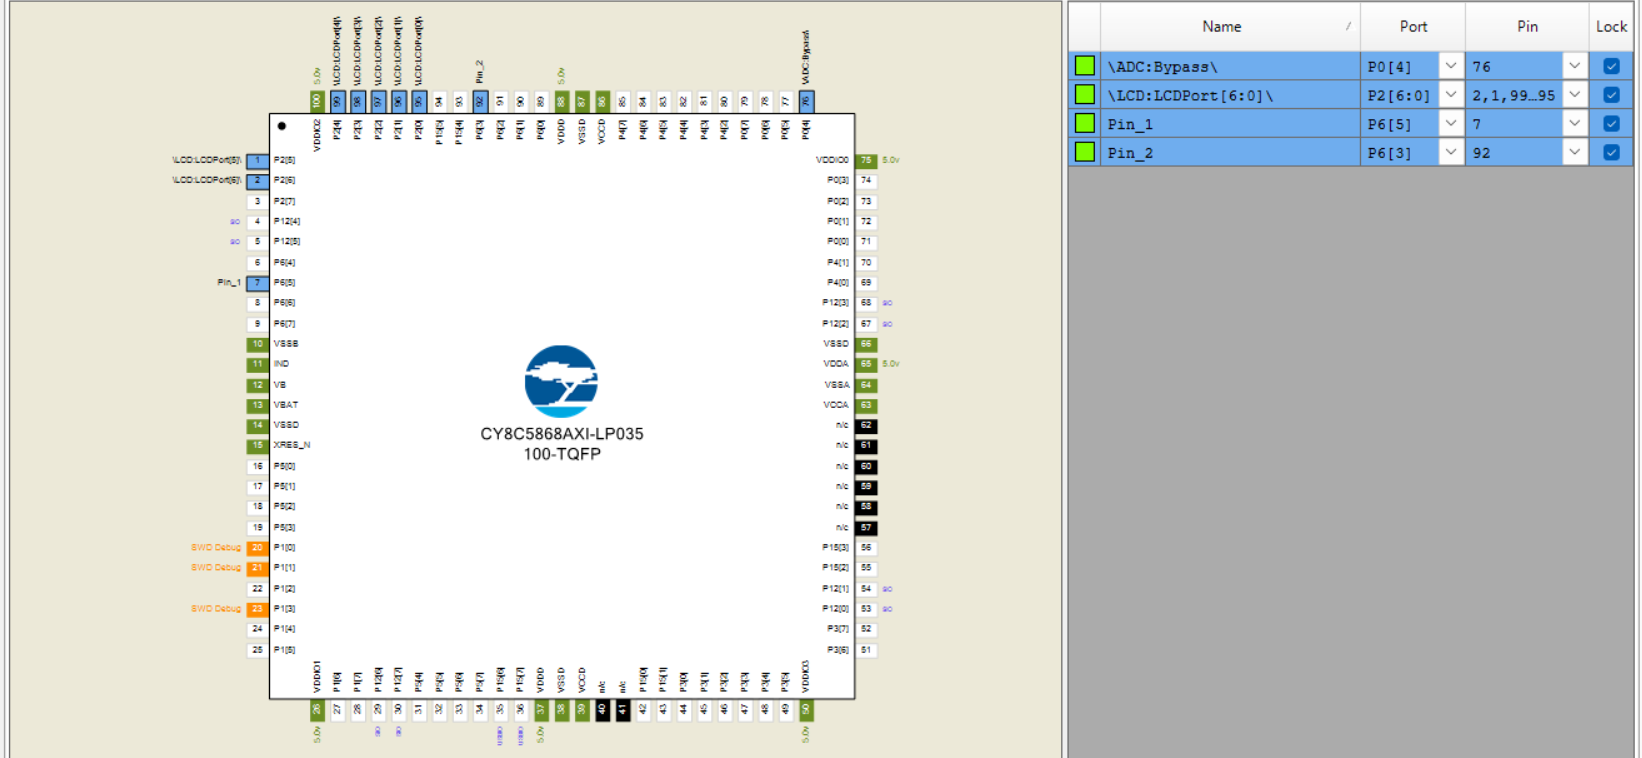 \LCD:LCDPort[4]\
\LCD:LCDPort[3]\
\LCD:LCDPort[2]\
\LCD:LCDPort[1]\
\LCD:LCDPort[0]\
Pin_2
\ADC:Bypass\
5.0v
5.0v
100 99 98 97 96 95 94 93 92 91 90 89 88 87 86 85 84 83 82 81 80 79 78 77 76
VDDIO2 P2[4] P2[3] P2[2] P2[1] P2[0] P15[5] P15[4] P6[3] P6[2] P6[1] P6[0] VDDD VSSD VCCD P4[7] P4[6] P4[5] P4[4] P4[3] P4[2] P0[7] P0[6] P0[5] P0[4]
\LCD:LCDPort[5]\ 1 P2[5]
\LCD:LCDPort[6]\ 2 P2[6]
3 P2[7]
SIO 4 P12[4]
SIO 5 P12[5]
6 P6[4]
Pin_1 7 P6[5]
8 P6[6]
9 P6[7]
10 VSSB
11 IND
12 VB
13 VBAT
14 VSSD
15 XRES_N
16 P5[0]
17 P5[1]
18 P5[2]
19 P5[3]
SWD Debug 20 P1[0]
SWD Debug 21 P1[1]
22 P1[2]
SWD Debug 23 P1[3]
24 P1[4]
25 P1[5]
CY8C5868AXI-LP035
100-TQFP
VDDIO0 75 5.0v
P0[3] 74
P0[2] 73
P0[1] 72
P0[0] 71
P4[1] 70
P4[0] 69
P12[3] 68 SIO
P12[2] 67 SIO
VSSD 66
VDDA 65 5.0v
VSSA 64
VCCA 63
n/c 62
n/c 61
n/c 60
n/c 59
n/c 58
n/c 57
P15[3] 56
P15[2] 55
P12[1] 54 SIO
P12[0] 53 SIO
P3[7] 52
P3[6] 51
VDDIO1 P1[6] P1[7] P12[6] P12[7] P5[4] P5[5] P5[6] P5[7] P15[6] P15[7] VDDD VSSD VCCD n/c n/c P15[0] P15[1] P3[0] P3[1] P3[2] P3[3] P3[4] P3[5] VDDIO3
26 27 28 29 30 31 32 33 34 35 36 37 38 39 40 41 42 43 44 45 46 47 48 49 50
5.0v SIO SIO USBIO USBIO 5.0v 5.0v
Name / Port Pin Lock
\ADC:Bypass\ P0[4] 76
\LCD:LCDPort[6:0]\ P2[6:0] 2,1,99…95
Pin_1 P6[5] 7
Pin_2 P6[3] 92